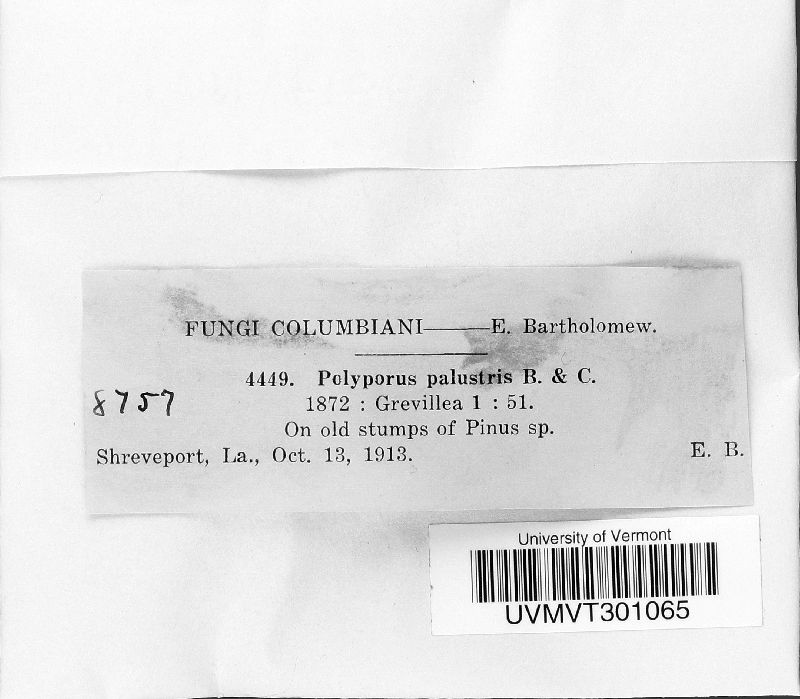 FUNGI COLUMBIANI——E. Bartholomew.
4449. Polyporus palustris B. & C.
8757
1872 : Grevillea 1 : 51.
On old stumps of Pinus sp.
Shreveport, La., Oct. 13, 1913. E. B.
University of Vermont
UVMVT301065